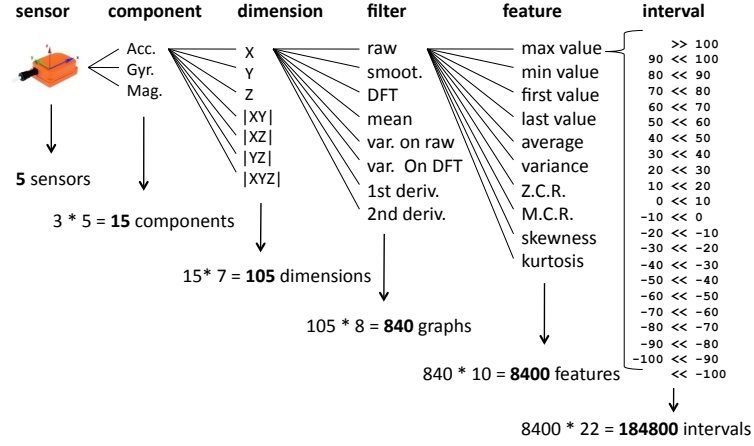 sensor component dimension filter feature interval
Acc.
Gyr.
Mag.
X
Y
Z
|XY|
|XZ|
|YZ|
|XYZ|
raw
smoot.
DFT
mean
var. on raw
var. On DFT
1st deriv.
2nd deriv.
max value
min value
first value
last value
average
variance
Z.C.R.
M.C.R.
skewness
kurtosis
>> 100
90 << 100
80 << 90
70 << 80
60 << 70
50 << 60
40 << 50
30 << 40
20 << 30
10 << 20
0 << 10
-10 << 0
-20 << -10
-30 << -20
-40 << -30
-50 << -40
-60 << -50
-70 << -60
-80 << -70
-90 << -80
-100 << -90
<< -100
5 sensors
3 * 5 = 15 components
15* 7 = 105 dimensions
105 * 8 = 840 graphs
840 * 10 = 8400 features
8400 * 22 = 184800 intervals